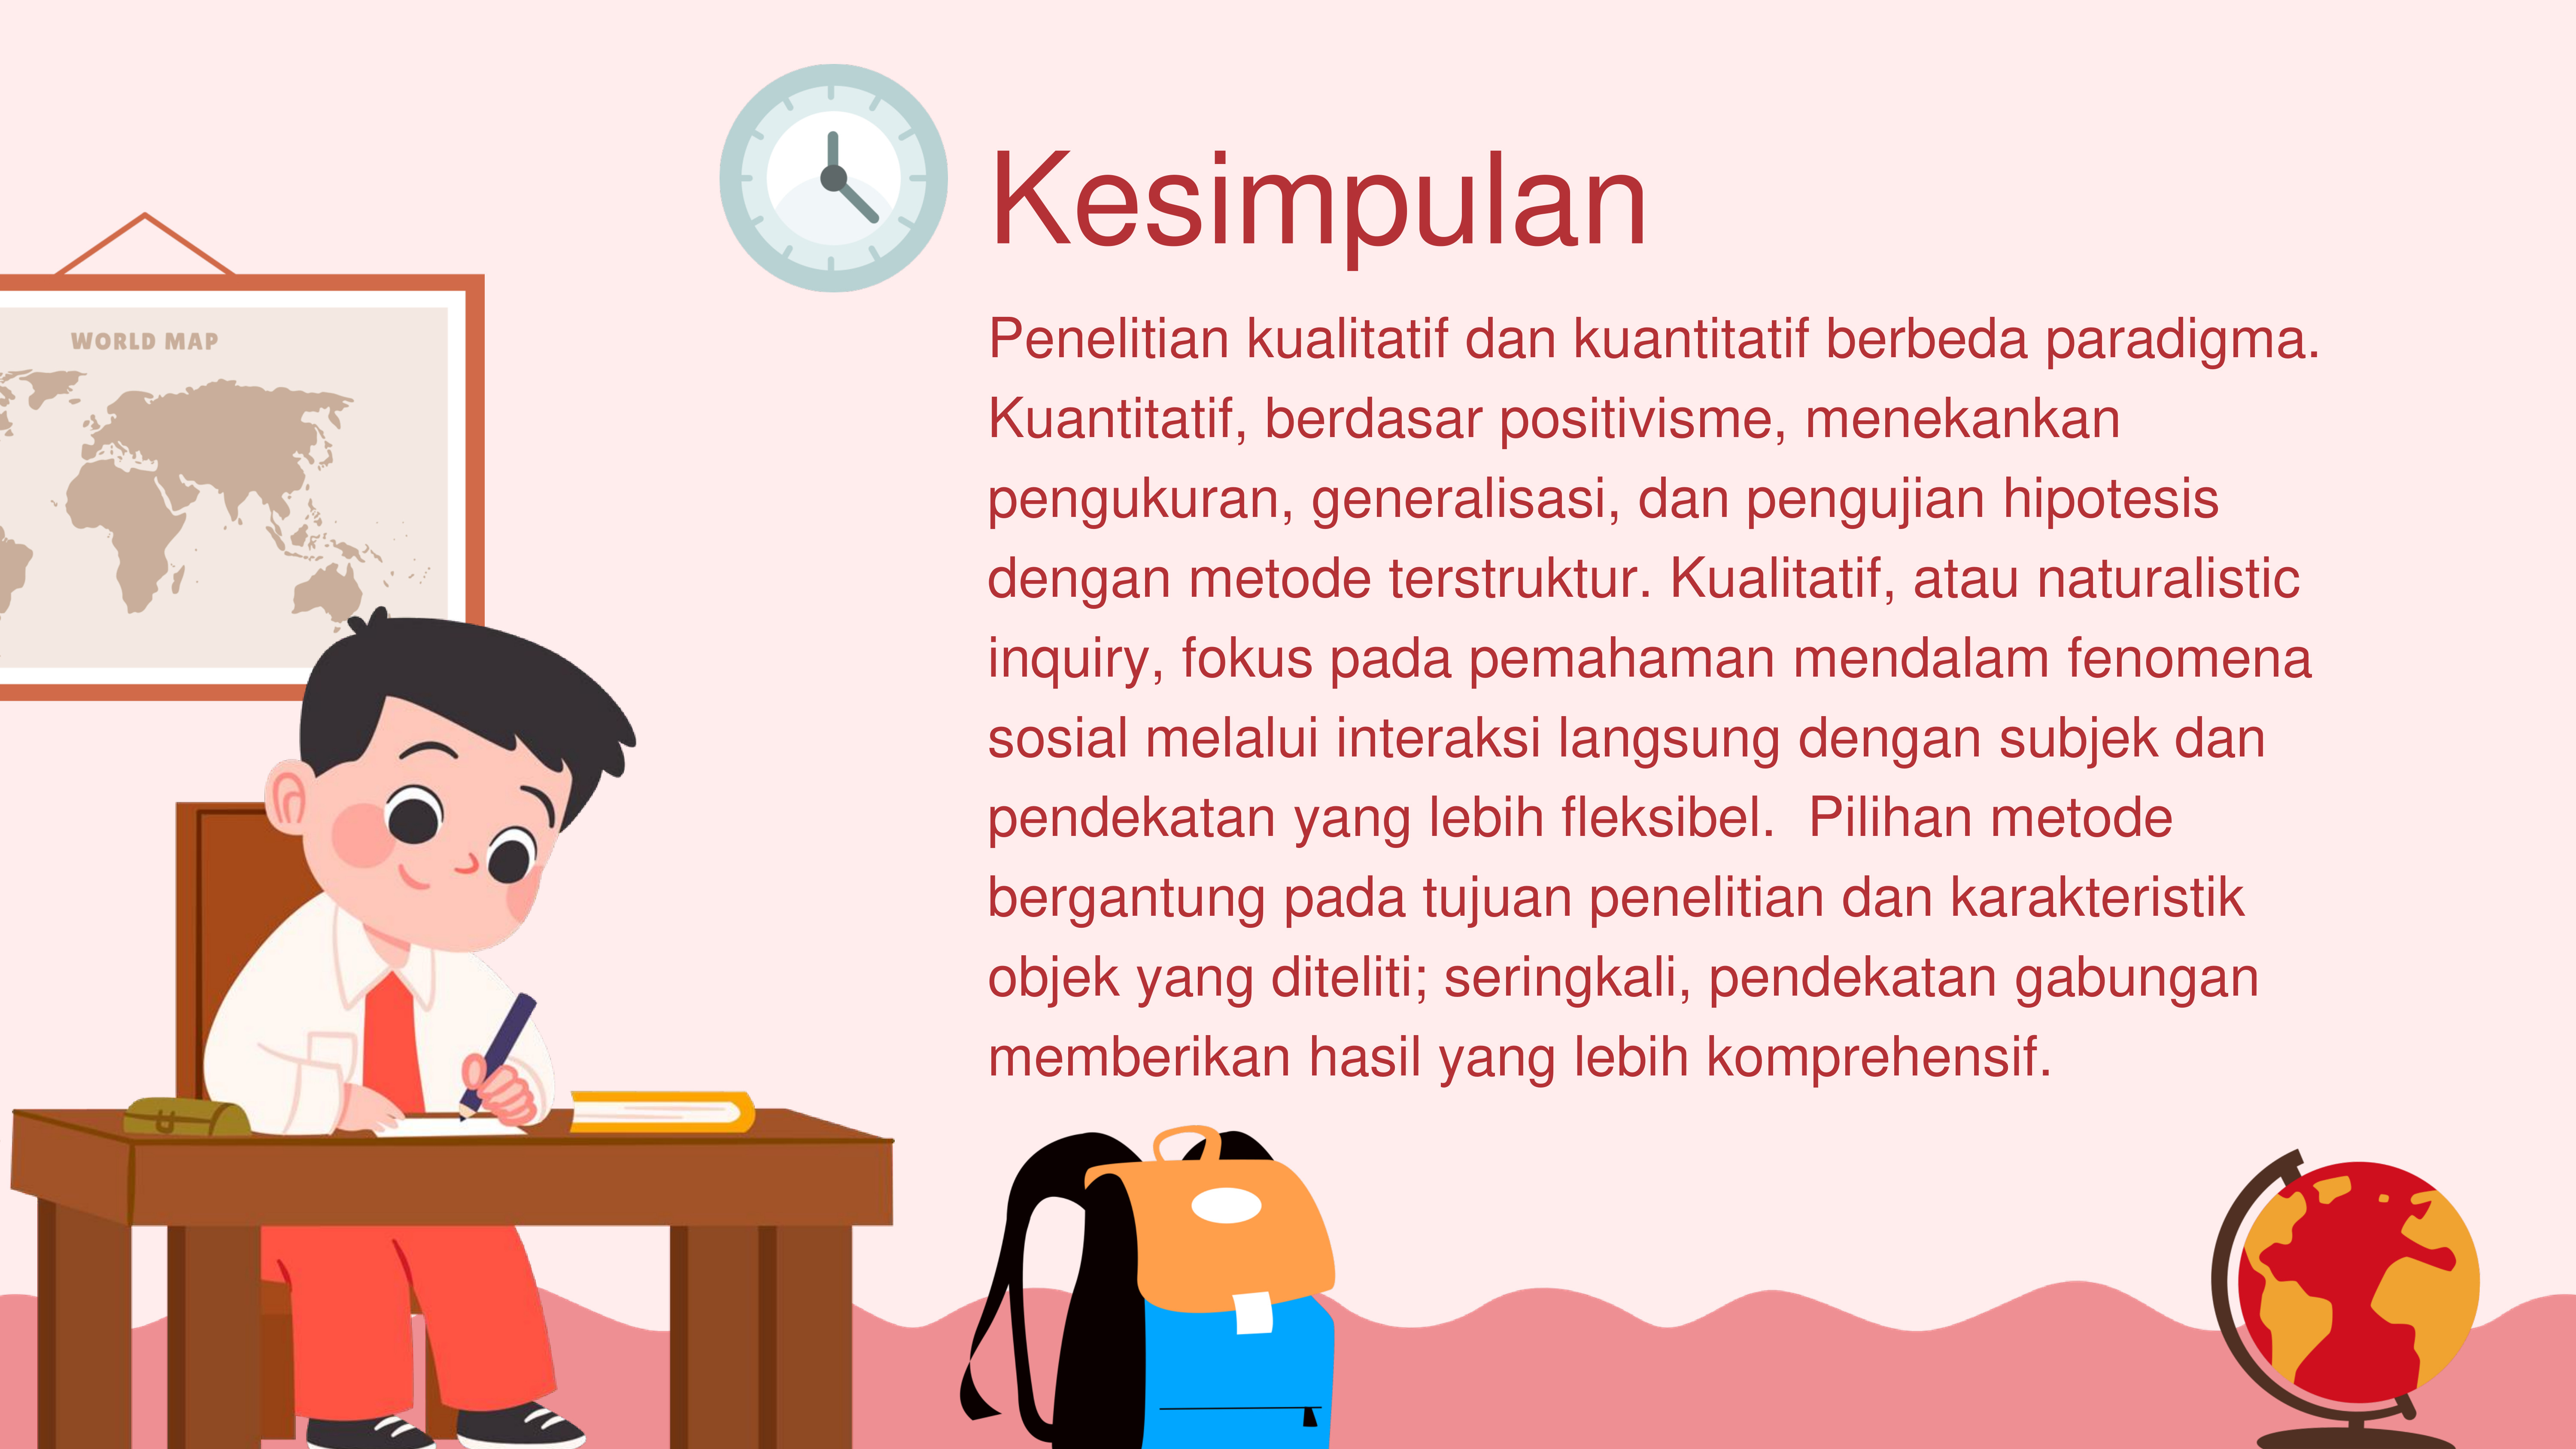 Kesimpulan
WORLD MAP
Penelitian kualitatif dan kuantitatif berbeda paradigma.
Kuantitatif, berdasar positivisme, menekankan
pengukuran, generalisasi, dan pengujian hipotesis
dengan metode terstruktur. Kualitatif, atau naturalistic
inquiry, fokus pada pemahaman mendalam fenomena
sosial melalui interaksi langsung dengan subjek dan
pendekatan yang lebih fleksibel.  Pilihan metode
bergantung pada tujuan penelitian dan karakteristik
objek yang diteliti; seringkali, pendekatan gabungan
memberikan hasil yang lebih komprehensif.